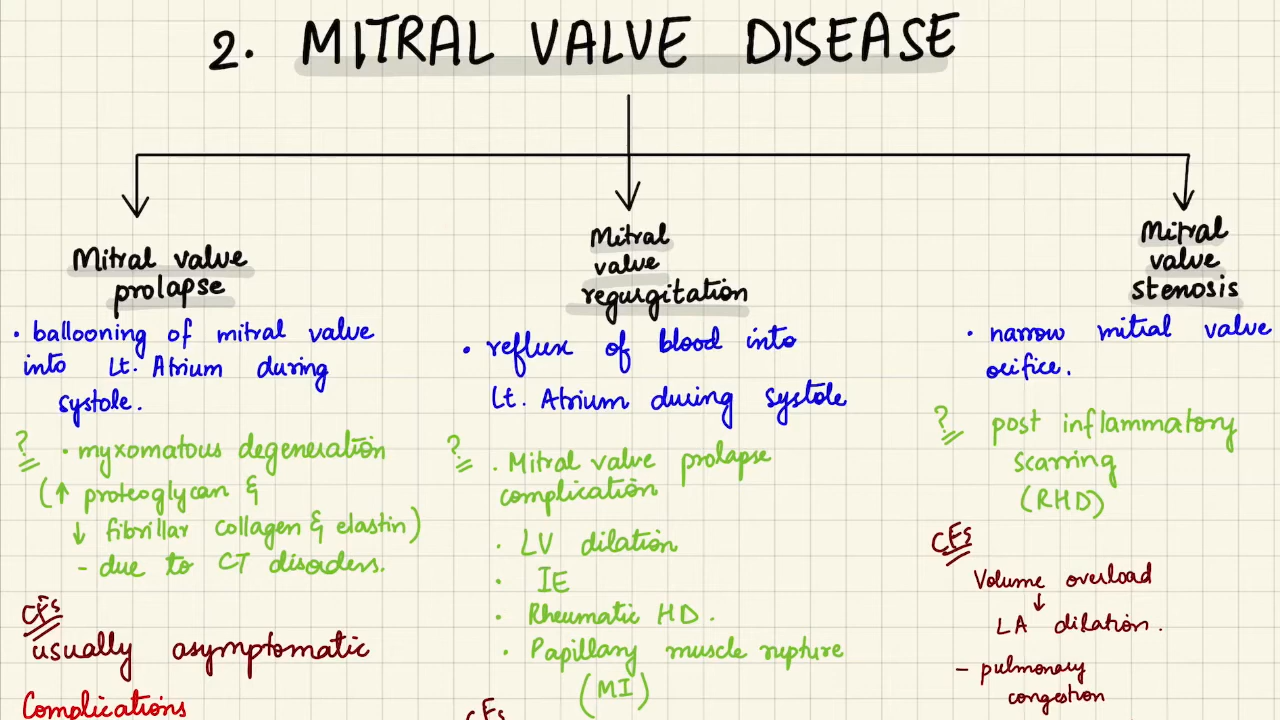 2. MITRAL VALVE DISEASE
Mitral valve
prolapse
• ballooning of mitral valve
into Lt. Atrium during
systole.
? • myxomatous degeneration
(↑ proteoglycan &
↓ fibrillar collagen & elastin)
- due to CT disorders.
CFs
usually asymptomatic
Complications
Mitral
valve
regurgitation
• reflux of blood into
Lt. Atrium during systole
? • Mitral valve prolapse
complication
• LV dilation
• IE
• Rheumatic HD.
• Papillary muscle rupture
(MI)
CFs
Mitral
valve
stenosis
• narrow mitral valve
orifice.
? post inflammatory
scarring
(RHD)
CFs
Volume overload
↓
LA dilation.
- pulmonary
congestion